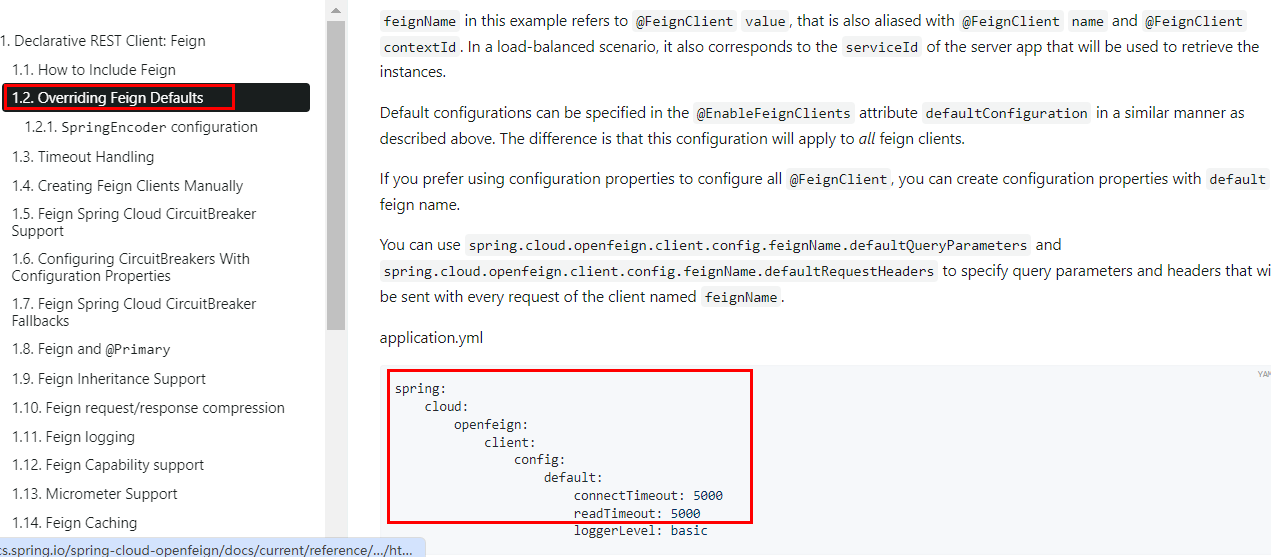 1. Declarative REST Client: Feign
1.1. How to Include Feign
1.2. Overriding Feign Defaults
1.2.1. SpringEncoder configuration
1.3. Timeout Handling
1.4. Creating Feign Clients Manually
1.5. Feign Spring Cloud CircuitBreaker
Support
1.6. Configuring CircuitBreakers With
Configuration Properties
1.7. Feign Spring Cloud CircuitBreaker
Fallbacks
1.8. Feign and @Primary
1.9. Feign Inheritance Support
1.10. Feign request/response compression
1.11. Feign logging
1.12. Feign Capability support
1.13. Micrometer Support
1.14. Feign Caching
cs.spring.io/spring-cloud-openfeign/docs/current/reference/.../ht...
feignName in this example refers to @FeignClient value, that is also aliased with @FeignClient name and @FeignClient
contextId. In a load-balanced scenario, it also corresponds to the serviceId of the server app that will be used to retrieve the
instances.
Default configurations can be specified in the @EnableFeignClients attribute defaultConfiguration in a similar manner as
described above. The difference is that this configuration will apply to all feign clients.
If you prefer using configuration properties to configure all @FeignClient, you can create configuration properties with default
feign name.
You can use spring.cloud.openfeign.client.config.feignName.defaultQueryParameters and
spring.cloud.openfeign.client.config.feignName.defaultRequestHeaders to specify query parameters and headers that wi
be sent with every request of the client named feignName.
application.yml
YAM
spring:
cloud:
openfeign:
client:
config:
default:
connectTimeout: 5000
readTimeout: 5000
loggerLevel: basic